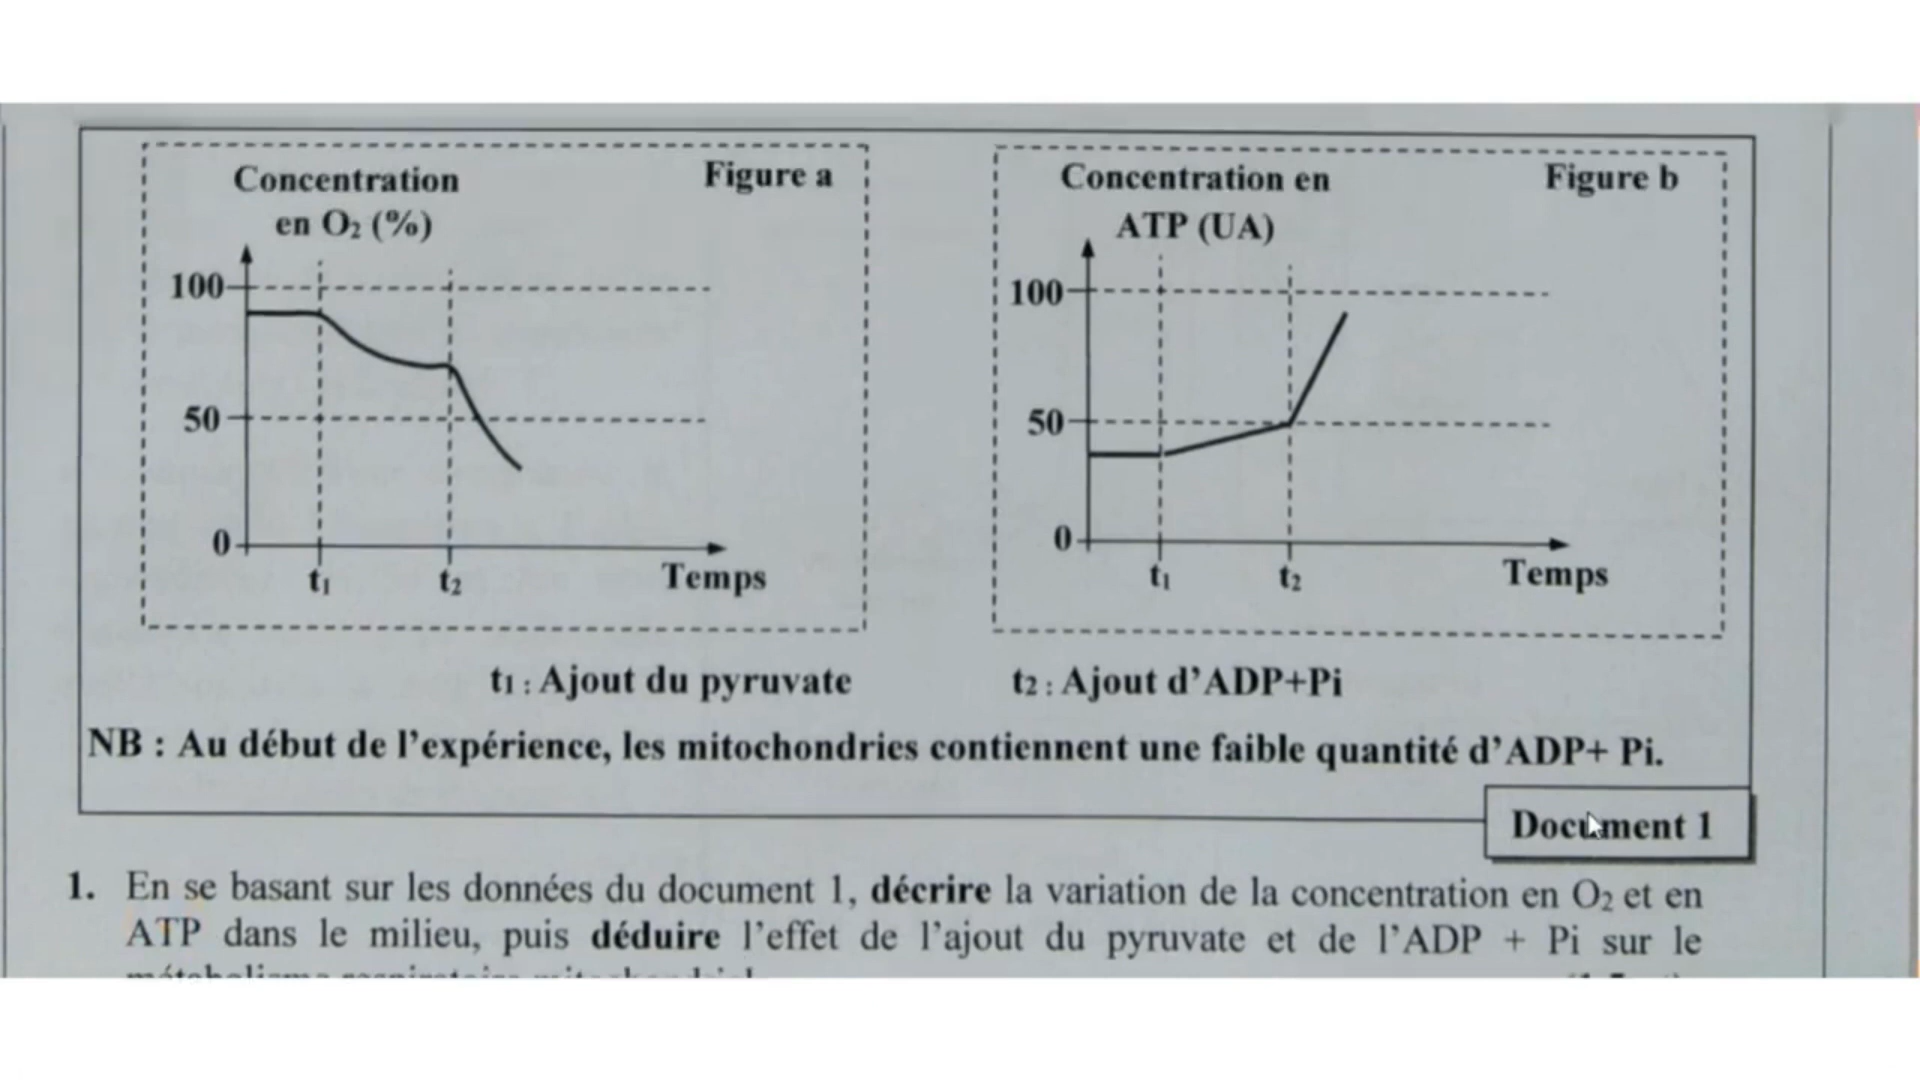 Concentration
en O₂ (%)
Figure a
100
50
0
t₁
t₂
Temps
Concentration en
ATP (UA)
Figure b
100
50
0
t₁
t₂
Temps
t₁ : Ajout du pyruvate
t₂ : Ajout d’ADP+Pi
NB : Au début de l’expérience, les mitochondries contiennent une faible quantité d’ADP+ Pi.
Document 1
1. En se basant sur les données du document 1, décrire la variation de la concentration en O₂ et en
ATP dans le milieu, puis déduire l’effet de l’ajout du pyruvate et de l’ADP + Pi sur le